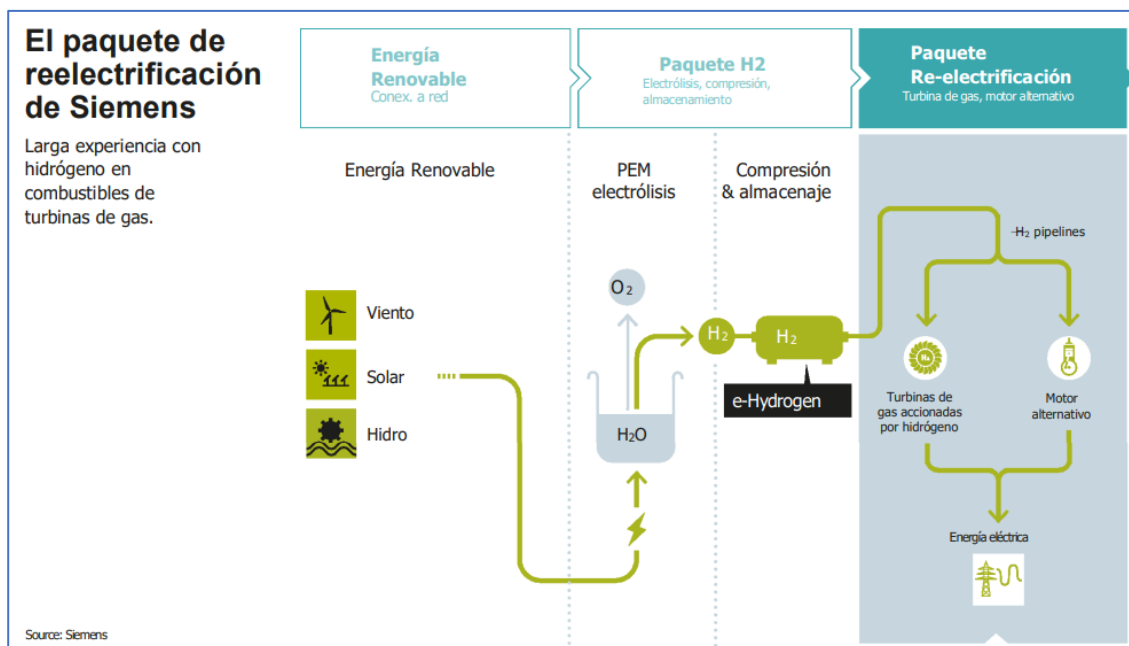 El paquete de
reelectrificación
de Siemens
Larga experiencia con
hidrógeno en
combustibles de
turbinas de gas.
Energía
Renovable
Conex. a red
Paquete H2
Electrólisis, compresión,
almacenamiento
Paquete
Re-electrificación
Turbina de gas, motor alternativo
Energía Renovable
PEM
electrólisis
Compresión
& almacenaje
Viento
Solar
Hidro
O2
H2O
H2
H2
e-Hydrogen
-H2 pipelines
H2
Turbinas de
gas accionadas
por hidrógeno
Motor
alternativo
Energía eléctrica
Source: Siemens